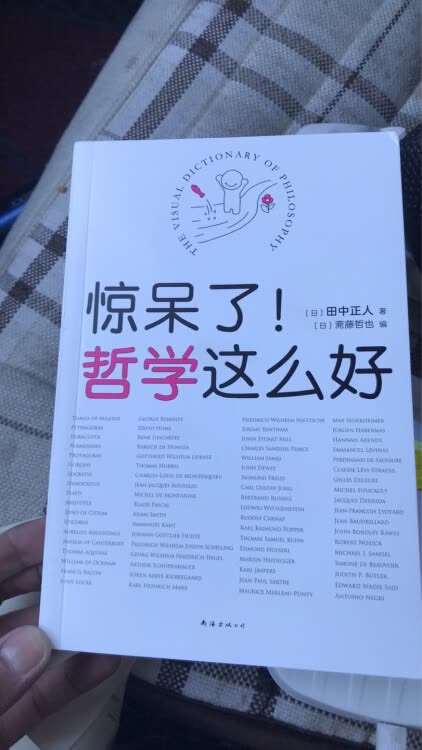 THE VISUAL DICTIONARY OF PHILOSOPHY
惊呆了！
哲学这么好
［日］田中正人 著
［日］斋藤哲也 编
THALES OF MILETUS
PYTHAGORAS
HERACLITUS
PARMENIDES
PROTAGORAS
GORGIAS
SOCRATES
DEMOCRITUS
PLATO
ARISTOTLE
ZENO OF CITIUM
EPICURUS
AURELIUS AUGUSTINUS
ANSELM OF CANTERBURY
THOMAS AQUINAS
WILLIAM OF OCKHAM
FRANCIS BACON
JOHN LOCKE
GEORGE BERKELEY
DAVID HUME
RENÉ DESCARTES
BARUCH DE SPINOZA
GOTTFRIED WILHELM LEIBNIZ
THOMAS HOBBES
CHARLES-LOUIS DE MONTESQUIEU
JEAN-JACQUES ROUSSEAU
MICHEL DE MONTAIGNE
BLAISE PASCAL
ADAM SMITH
IMMANUEL KANT
JOHANN GOTTLIEB FICHTE
FRIEDRICH WILHELM JOSEPH SCHELLING
GEORG WILHELM FRIEDRICH HEGEL
ARTHUR SCHOPENHAUER
SØREN AABYE KIERKEGAARD
KARL HEINRICH MARX
FRIEDRICH WILHELM NIETZSCHE
JEREMY BENTHAM
JOHN STUART MILL
CHARLES SANDERS PEIRCE
WILLIAM JAMES
JOHN DEWEY
SIGMUND FREUD
CARL GUSTAV JUNG
BERTRAND RUSSELL
LUDWIG WITTGENSTEIN
RUDOLF CARNAP
KARL RAIMUND POPPER
THOMAS SAMUEL KUHN
EDMUND HUSSERL
MARTIN HEIDEGGER
KARL JASPERS
JEAN-PAUL SARTRE
MAURICE MERLEAU-PONTY
MAX HORKHEIMER
JÜRGEN HABERMAS
HANNAH ARENDT
EMMANUEL LÉVINAS
FERDINAND DE SAUSSURE
CLAUDE LÉVI-STRAUSS
GILLES DELEUZE
MICHEL FOUCAULT
JACQUES DERRIDA
JEAN-FRANÇOIS LYOTARD
JEAN BAUDRILLARD
JOHN BORDLEY RAWLS
ROBERT NOZICK
MICHAEL J. SANDEL
SIMONE DE BEAUVOIR
JUDITH P. BUTLER
EDWARD WADIE SAID
ANTONIO NEGRI
南海出版公司